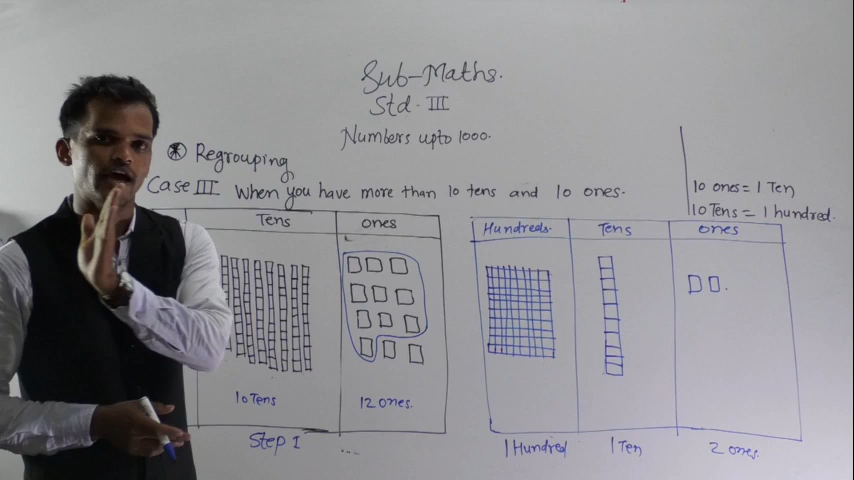 Sub-Maths.
Std. III
Numbers upto 1000.
* Regrouping
Case III When you have more than 10 tens and 10 ones.
10 ones = 1 Ten
10 Tens = 1 hundred.
Tens ones
10 Tens 12 ones.
Step 1 ...
Hundreds. Tens ones
1 Hundred 1 Ten 2 ones.